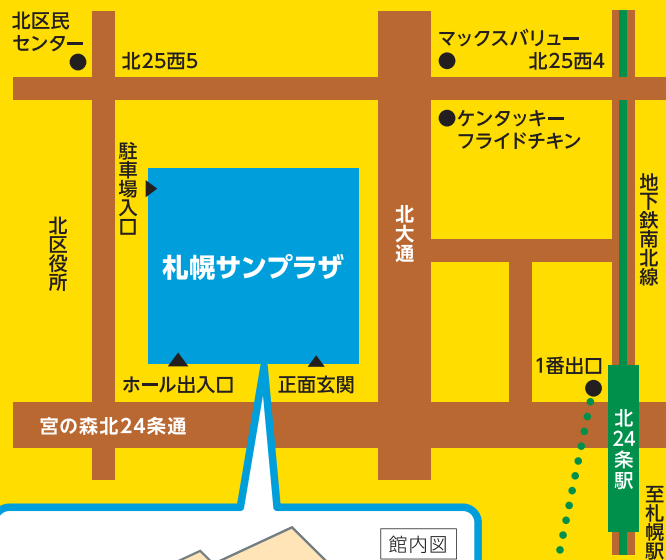 北区民
センター
北25西5
マックスバリュー
北25西4
ケンタッキー
フライドチキン
駐車場入口
北区役所
札幌サンプラザ
北大通
地下鉄南北線
ホール出入口
正面玄関
1番出口
宮の森北24条通
北24条駅
至札幌駅
館内図